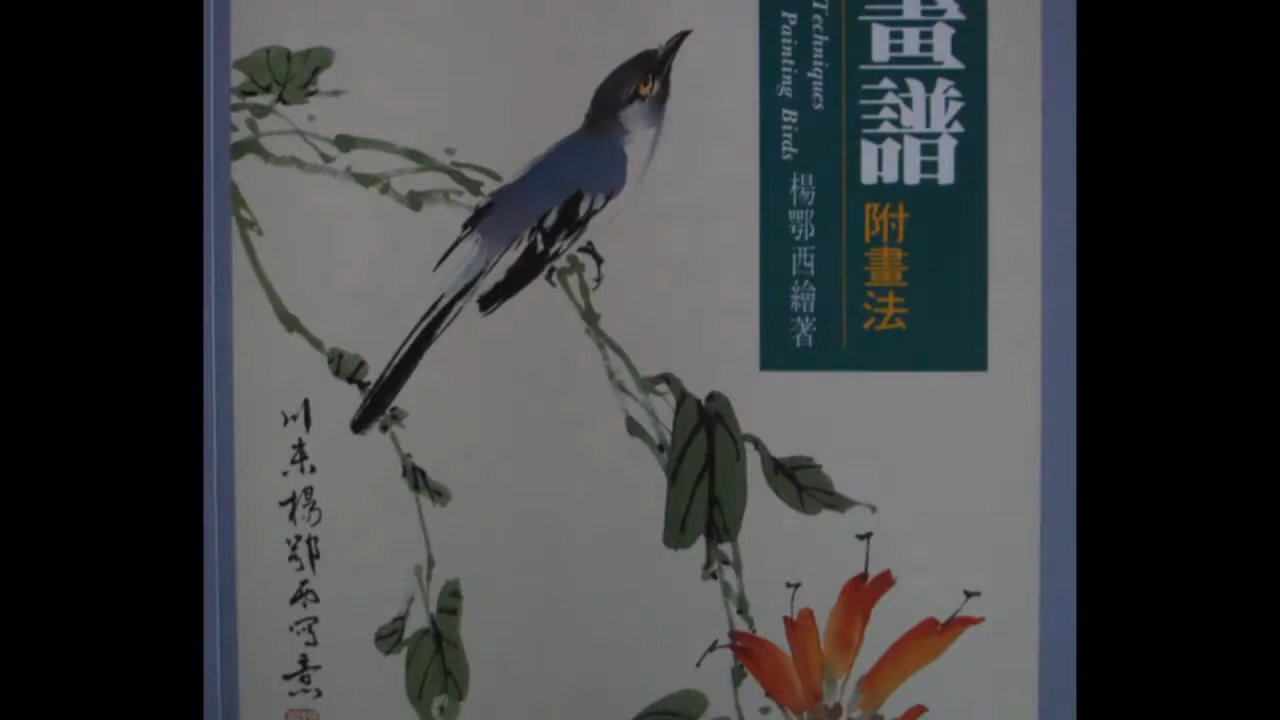 畫譜
附畫法
Techniques
Painting Birds
楊鄂西繪著
川東楊鄂西寫意